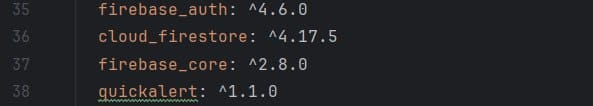 35 firebase_auth: ^4.6.0
36 cloud_firestore: ^4.17.5
37 firebase_core: ^2.8.0
38 quickalert: ^1.1.0